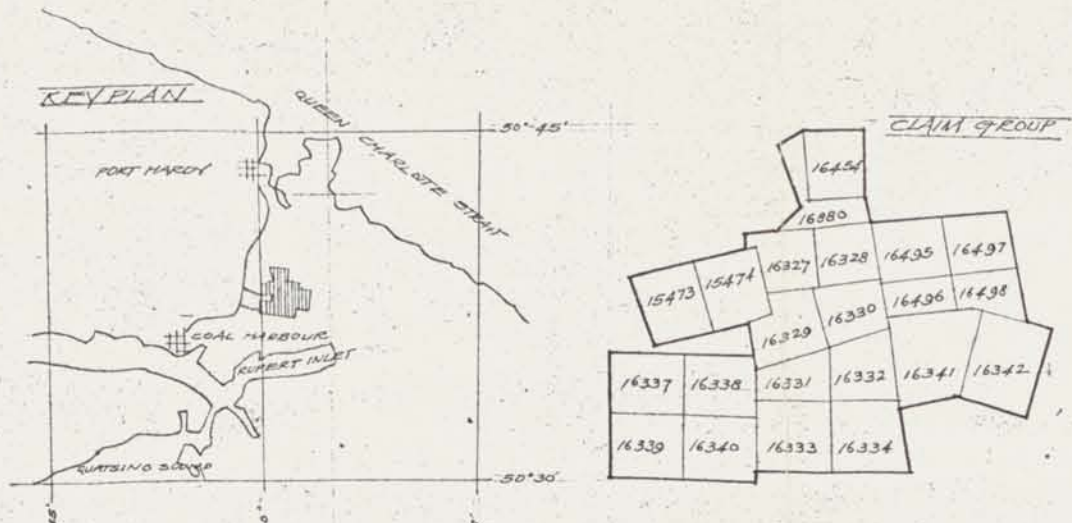 KEY PLAN
QUEEN CHARLOTTE STRAIT
50°-45'
PORT HARDY
COAL HARBOUR
RUPERT INLET
QUATSINO SOUND
50°30'
CLAIM GROUP
16454
16880
16327 16328 16495 16497
15473 15474
16329 16330 16496 16498
16337 16338 16331 16332 16341 16342
16339 16340 16333 16334